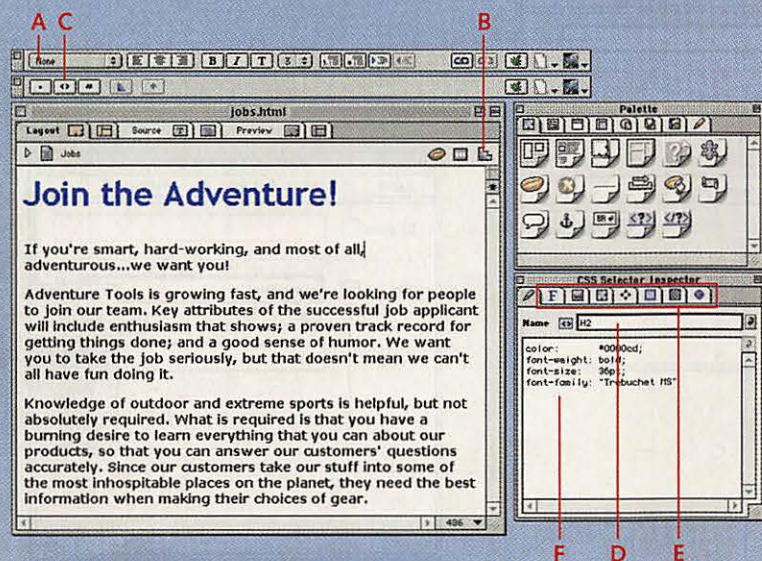 A C B
None B I T 3
jobs.html
Layout Source Preview
Jobs
Join the Adventure!
If you're smart, hard-working, and most of all,
adventurous...we want you!
Adventure Tools is growing fast, and we're looking for people
to join our team. Key attributes of the successful job applicant
will include enthusiasm that shows; a proven track record for
getting things done; and a good sense of humor. We want
you to take the job seriously, but that doesn't mean we can't
all have fun doing it.
Knowledge of outdoor and extreme sports is helpful, but not
absolutely required. What is required is that you have a
burning desire to learn everything that you can about our
products, so that you can answer our customers' questions
accurately. Since our customers take our stuff into some of
the most inhospitable places on the planet, they need the best
information when making their choices of gear.
486
Palette
BR
<?> </?>
CSS Selector Inspector
F
Name <> H2
color: #0000cd;
font-weight: bold;
font-size: 36px;
font-family: "Trebuchet MS"
F D E